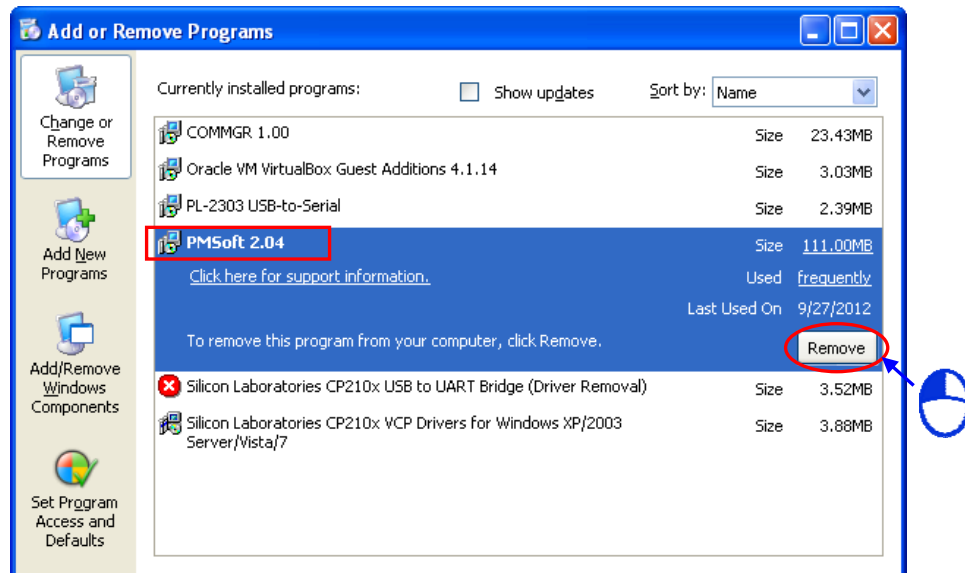 Add or Remove Programs
Change or
Remove
Programs
Add New
Programs
Add/Remove
Windows
Components
Set Program
Access and
Defaults
Currently installed programs:
Show updates
Sort by:
Name
COMMGR 1.00
Size 23.43MB
Oracle VM VirtualBox Guest Additions 4.1.14
Size 3.03MB
PL-2303 USB-to-Serial
Size 2.39MB
PMSoft 2.04
Size 111.00MB
Click here for support information.
Used frequently
Last Used On 9/27/2012
To remove this program from your computer, click Remove.
Remove
Silicon Laboratories CP210x USB to UART Bridge (Driver Removal)
Size 3.52MB
Silicon Laboratories CP210x VCP Drivers for Windows XP/2003
Server/Vista/7
Size 3.88MB